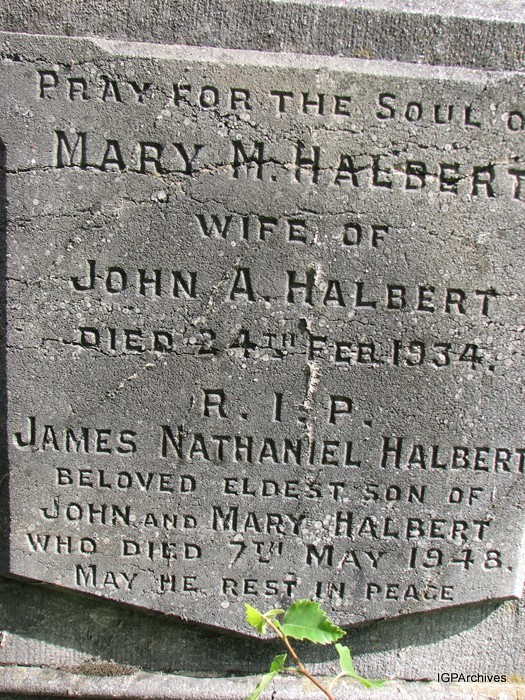 PRAY FOR THE SOUL O
MARY M. HALBERT
WIFE OF
JOHN A. HALBERT
DIED 24TH FEB. 1934.
R. I. P.
JAMES NATHANIEL HALBERT
BELOVED ELDEST SON OF
JOHN AND MARY HALBERT
WHO DIED 7TH MAY 1948.
MAY HE REST IN PEACE
IGPArchives